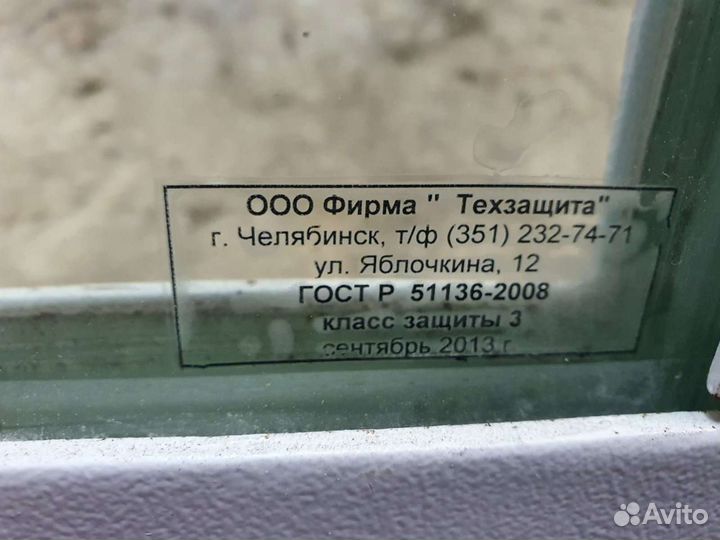 ООО Фирма " Техзащита"
г. Челябинск, т/ф (351) 232-74-71
ул. Яблочкина, 12
ГОСТ Р 51136-2008
класс защиты 3
сентябрь 2013 г
Avito